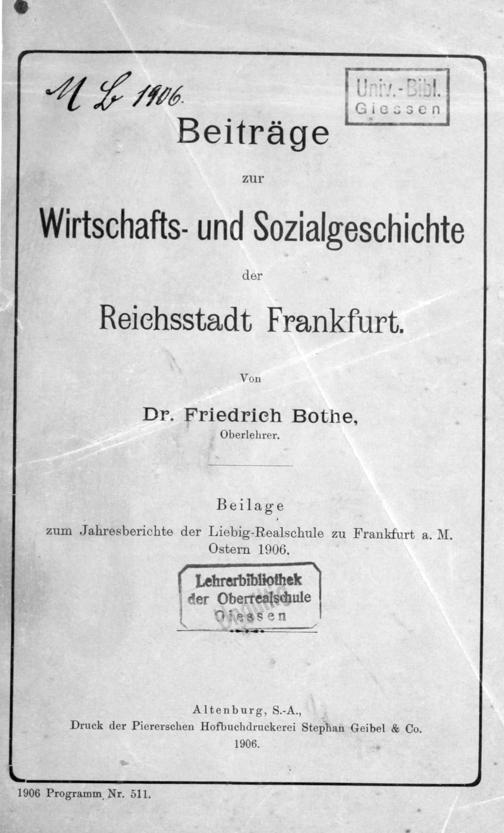 M L 1906.
Univ.-Bibl.
Giessen
Beiträge
zur
Wirtschafts- und Sozialgeschichte
der
Reichsstadt Frankfurt.
Von
Dr. Friedrich Bothe,
Oberlehrer.
Beilage
zum Jahresberichte der Liebig-Realschule zu Frankfurt a. M.
Ostern 1906.
Lehrerbibliothek
der Oberrealschule
Giessen
Ungültig
Altenburg, S.-A.,
Druck der Piererschen Hofbuchdruckerei Stephan Geibel & Co.
1906.
1906 Programm Nr. 511.